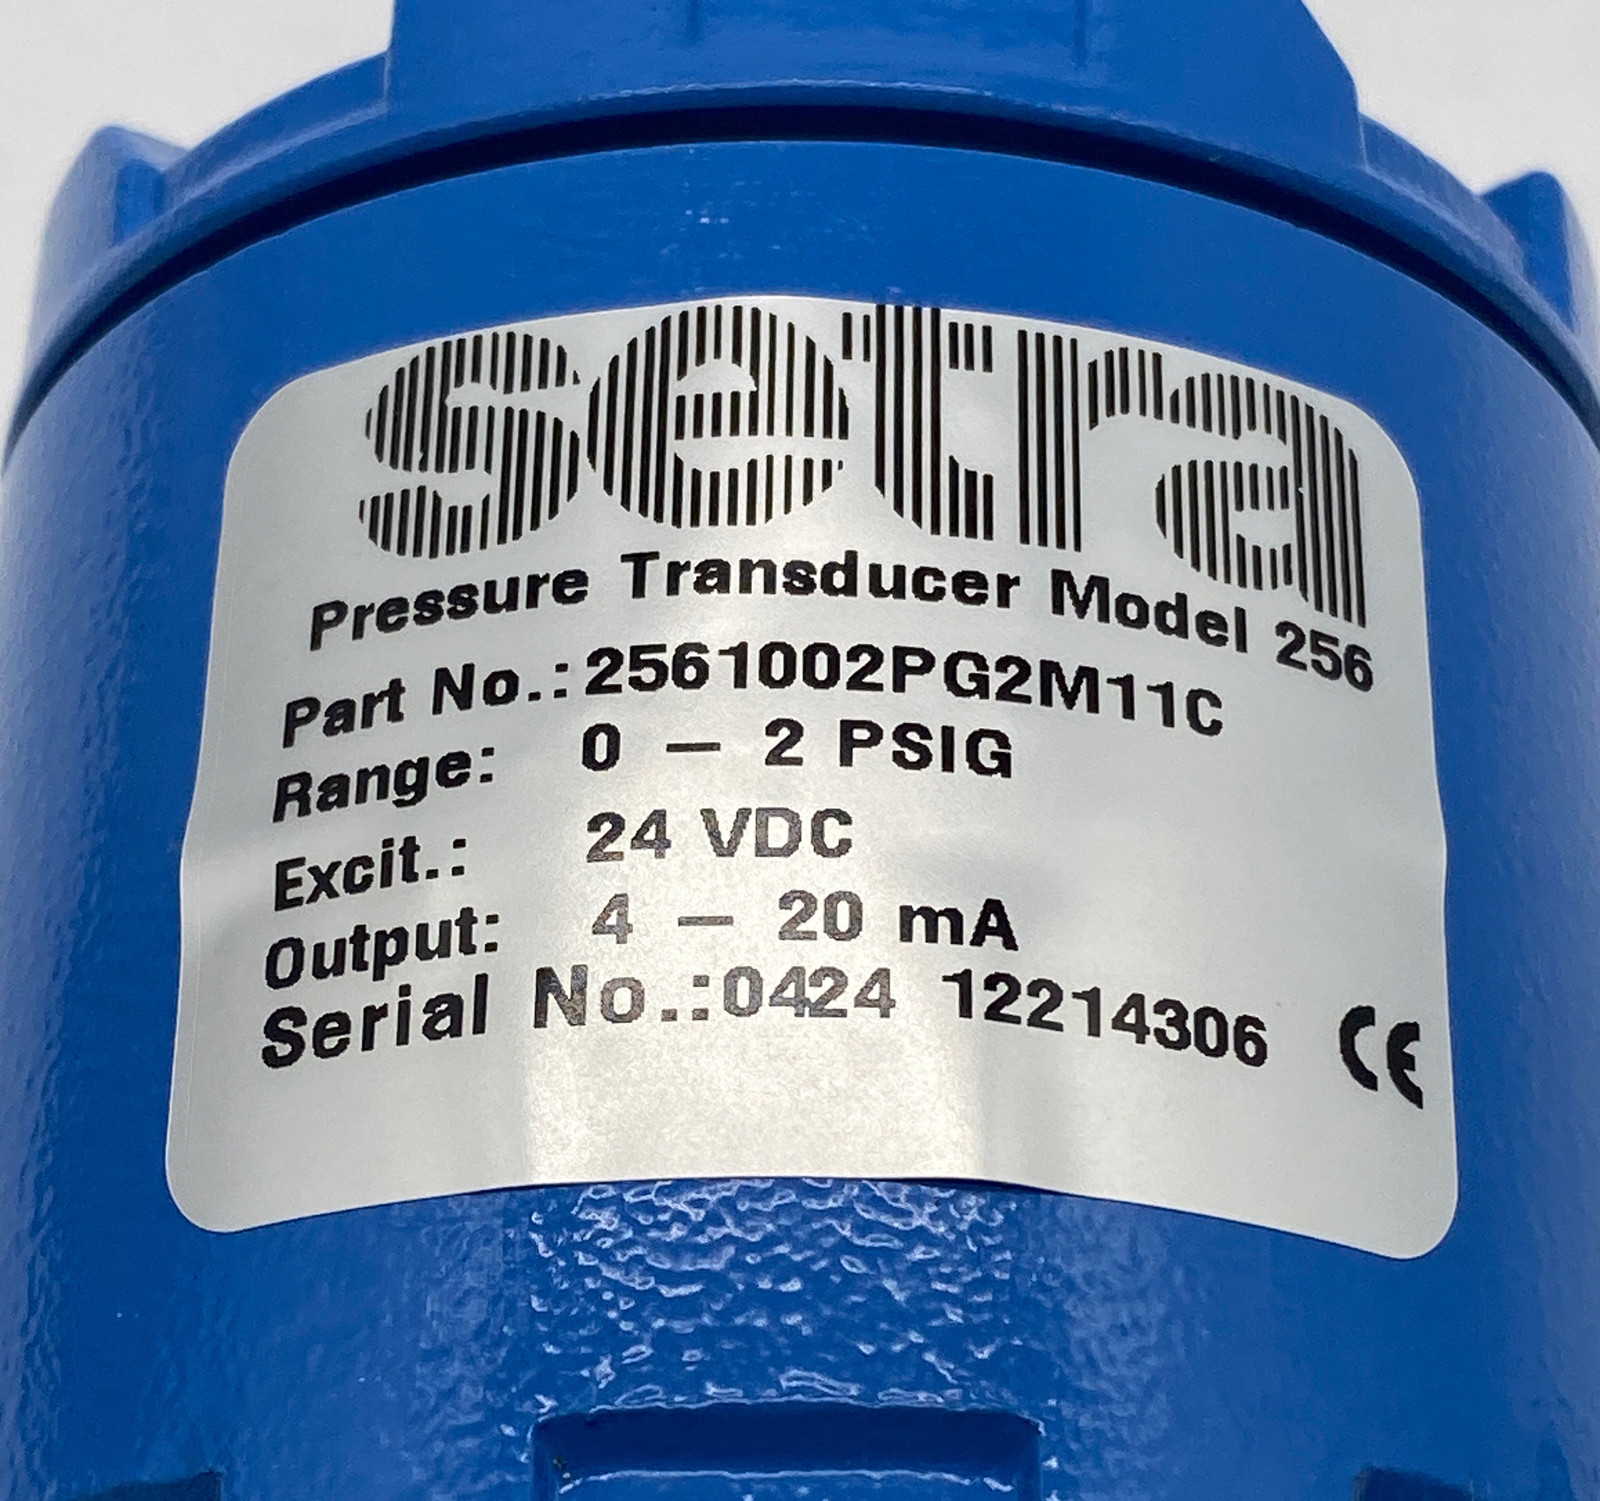 setra
Pressure Transducer Model 256
Part No.:2561002PG2M11C
Range: 0 – 2 PSIG
Excit.: 24 VDC
Output: 4 – 20 mA
Serial No.:0424 12214306 CE